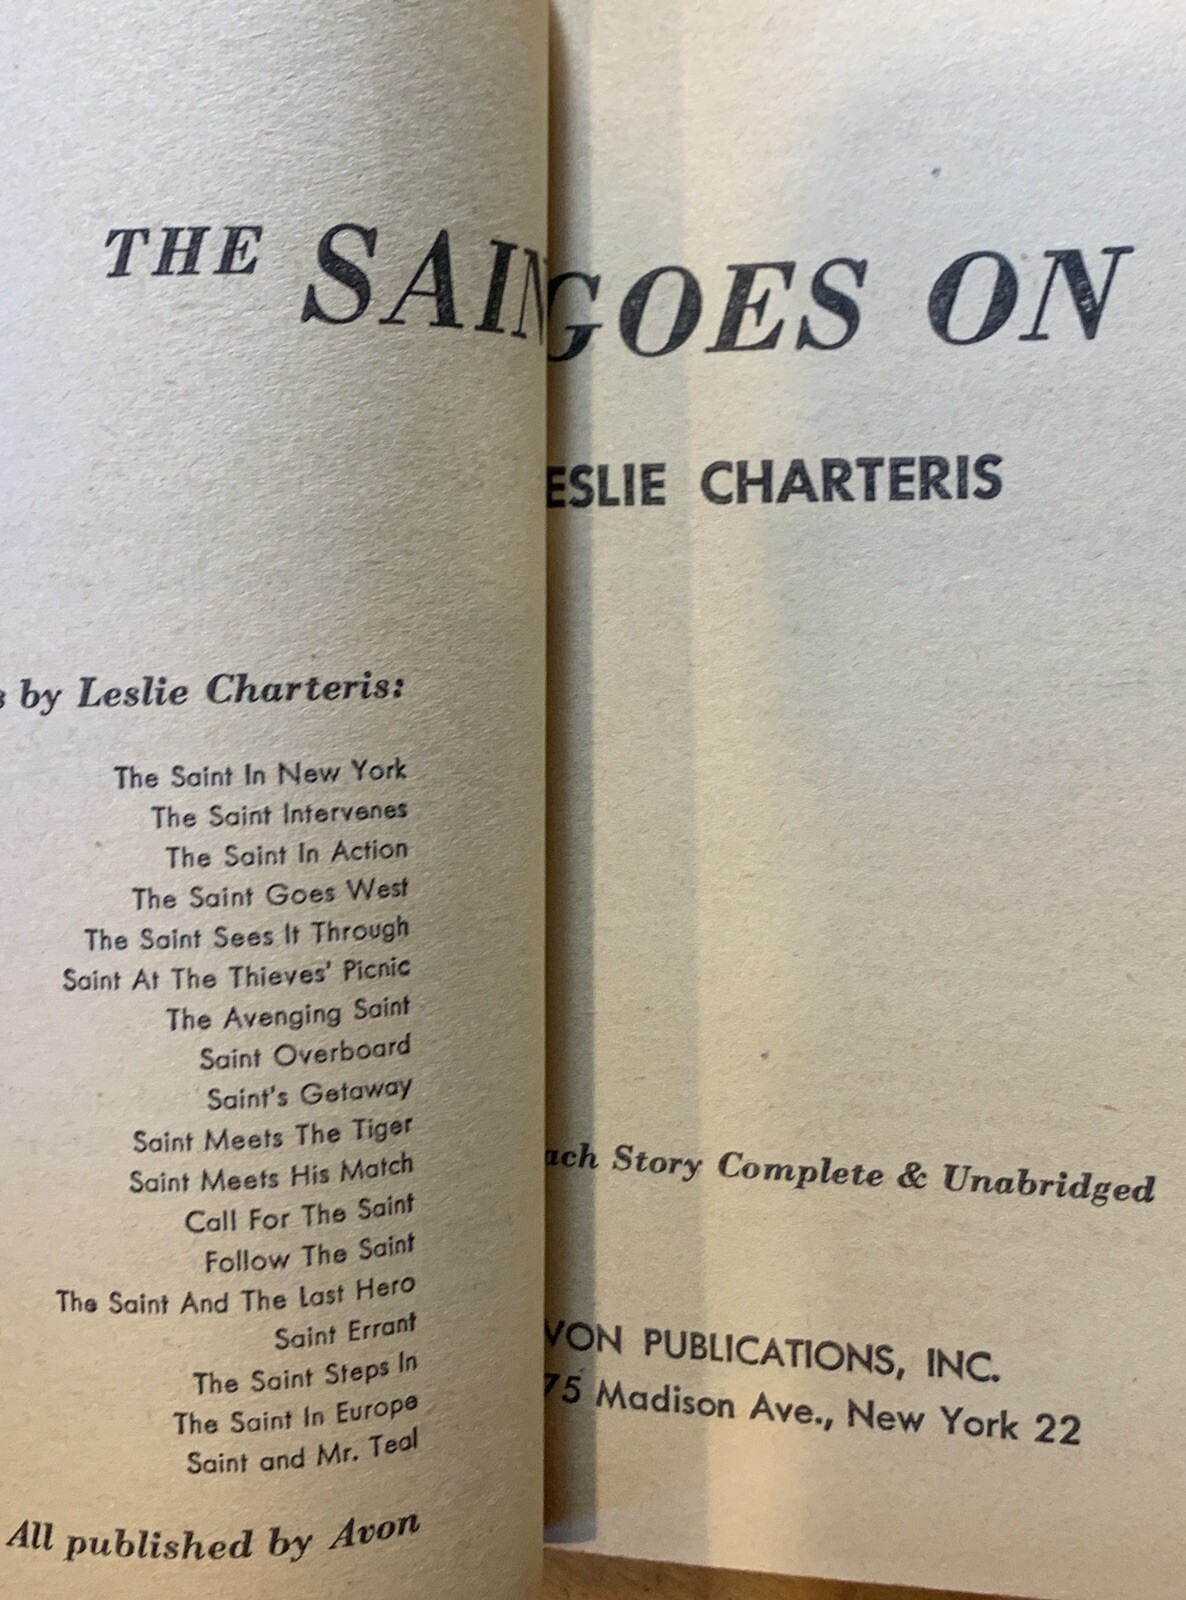 THE SAIN
s by Leslie Charteris:
The Saint In New York
The Saint Intervenes
The Saint In Action
The Saint Goes West
The Saint Sees It Through
Saint At The Thieves' Picnic
The Avenging Saint
Saint Overboard
Saint's Getaway
Saint Meets The Tiger
Saint Meets His Match
Call For The Saint
Follow The Saint
The Saint And The Last Hero
Saint Errant
The Saint Steps In
The Saint In Europe
Saint and Mr. Teal
All published by Avon
GOES ON
ESLIE CHARTERIS
ach Story Complete & Unabridged
VON PUBLICATIONS, INC.
75 Madison Ave., New York 22